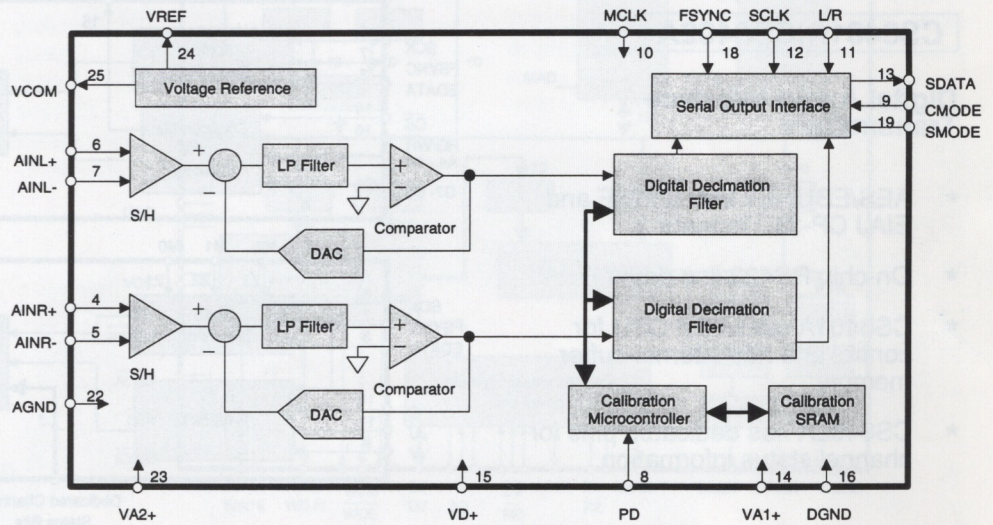 VREF
MCLK FSYNC SCLK L/R
24 10 18 12 11
25 Voltage Reference 13
VCOM Serial Output Interface SDATA
9 CMODE
19 SMODE
6
AINL+ + LP Filter +
7
AINL- − − Digital Decimation
Filter
S/H
Comparator
DAC
4
AINR+ + LP Filter + Digital Decimation
5 Filter
AINR- −
S/H
Comparator
22
AGND DAC Calibration Calibration
Microcontroller SRAM
23 15 8 14 16
VA2+ VD+ PD VA1+ DGND